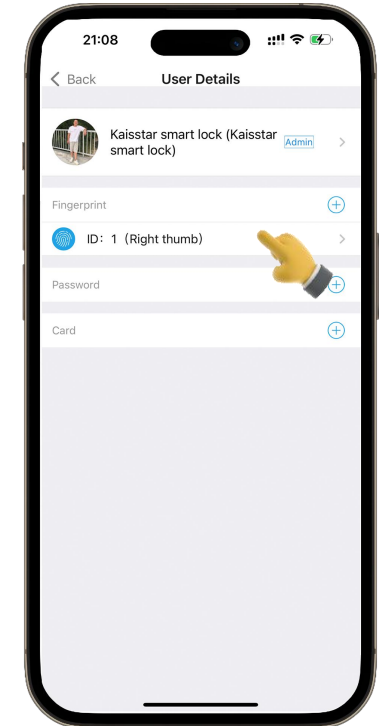 21:08
Back
User Details
Kaisstar smart lock (Kaisstar
smart lock)
Admin
Fingerprint
ID: 1 (Right thumb)
Password
Card